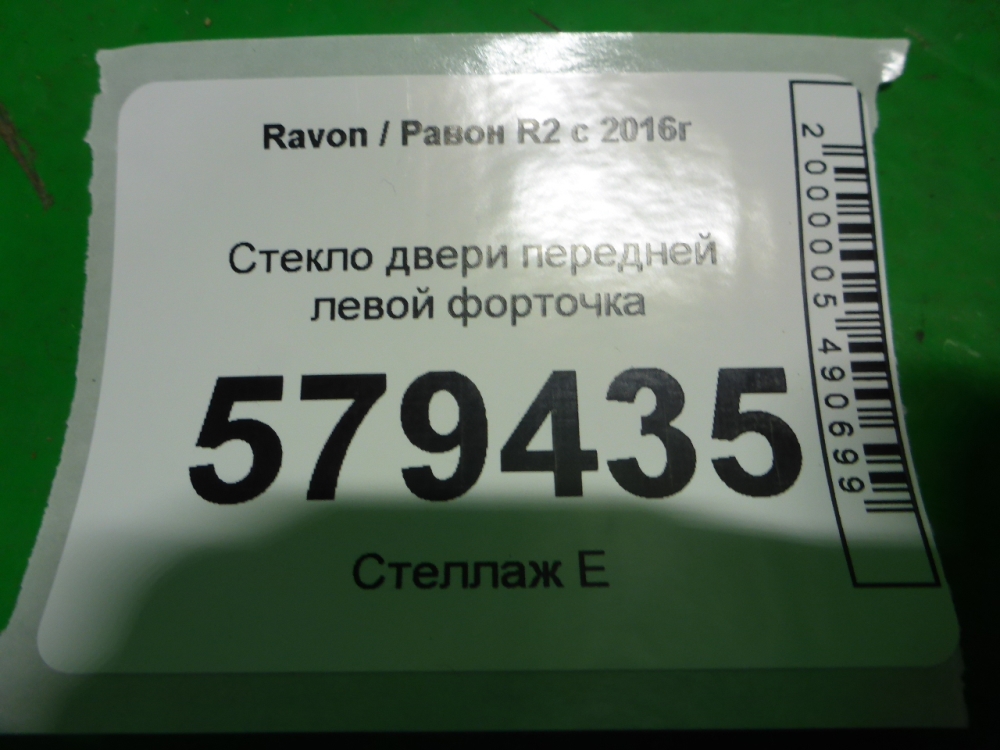 Ravon / Равон R2 с 2016г
Стекло двери передней
левой форточка
579435
Стеллаж Е
2000005490699